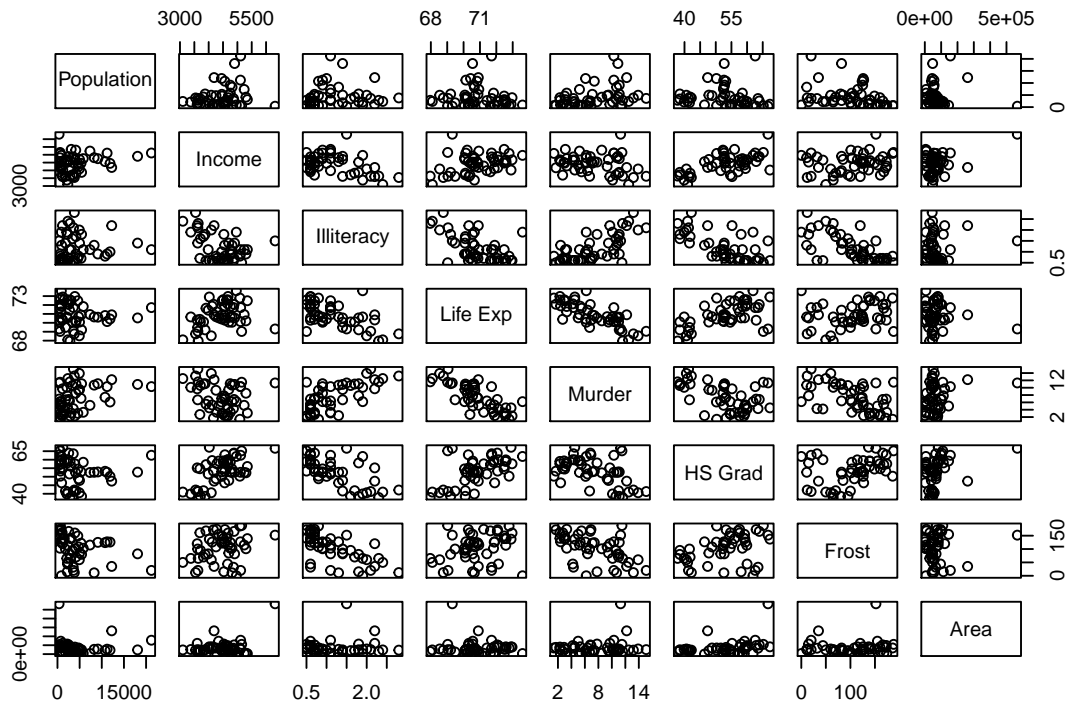 3000 5500 68 71 40 55 0e+00 5e+05
Population
0
Income
3000
Illiteracy
0.5
Life Exp
68 73
Murder
2 12
HS Grad
40 65
Frost
0 150
Area
0e+00
0 15000 0.5 2.0 2 8 14 0 100